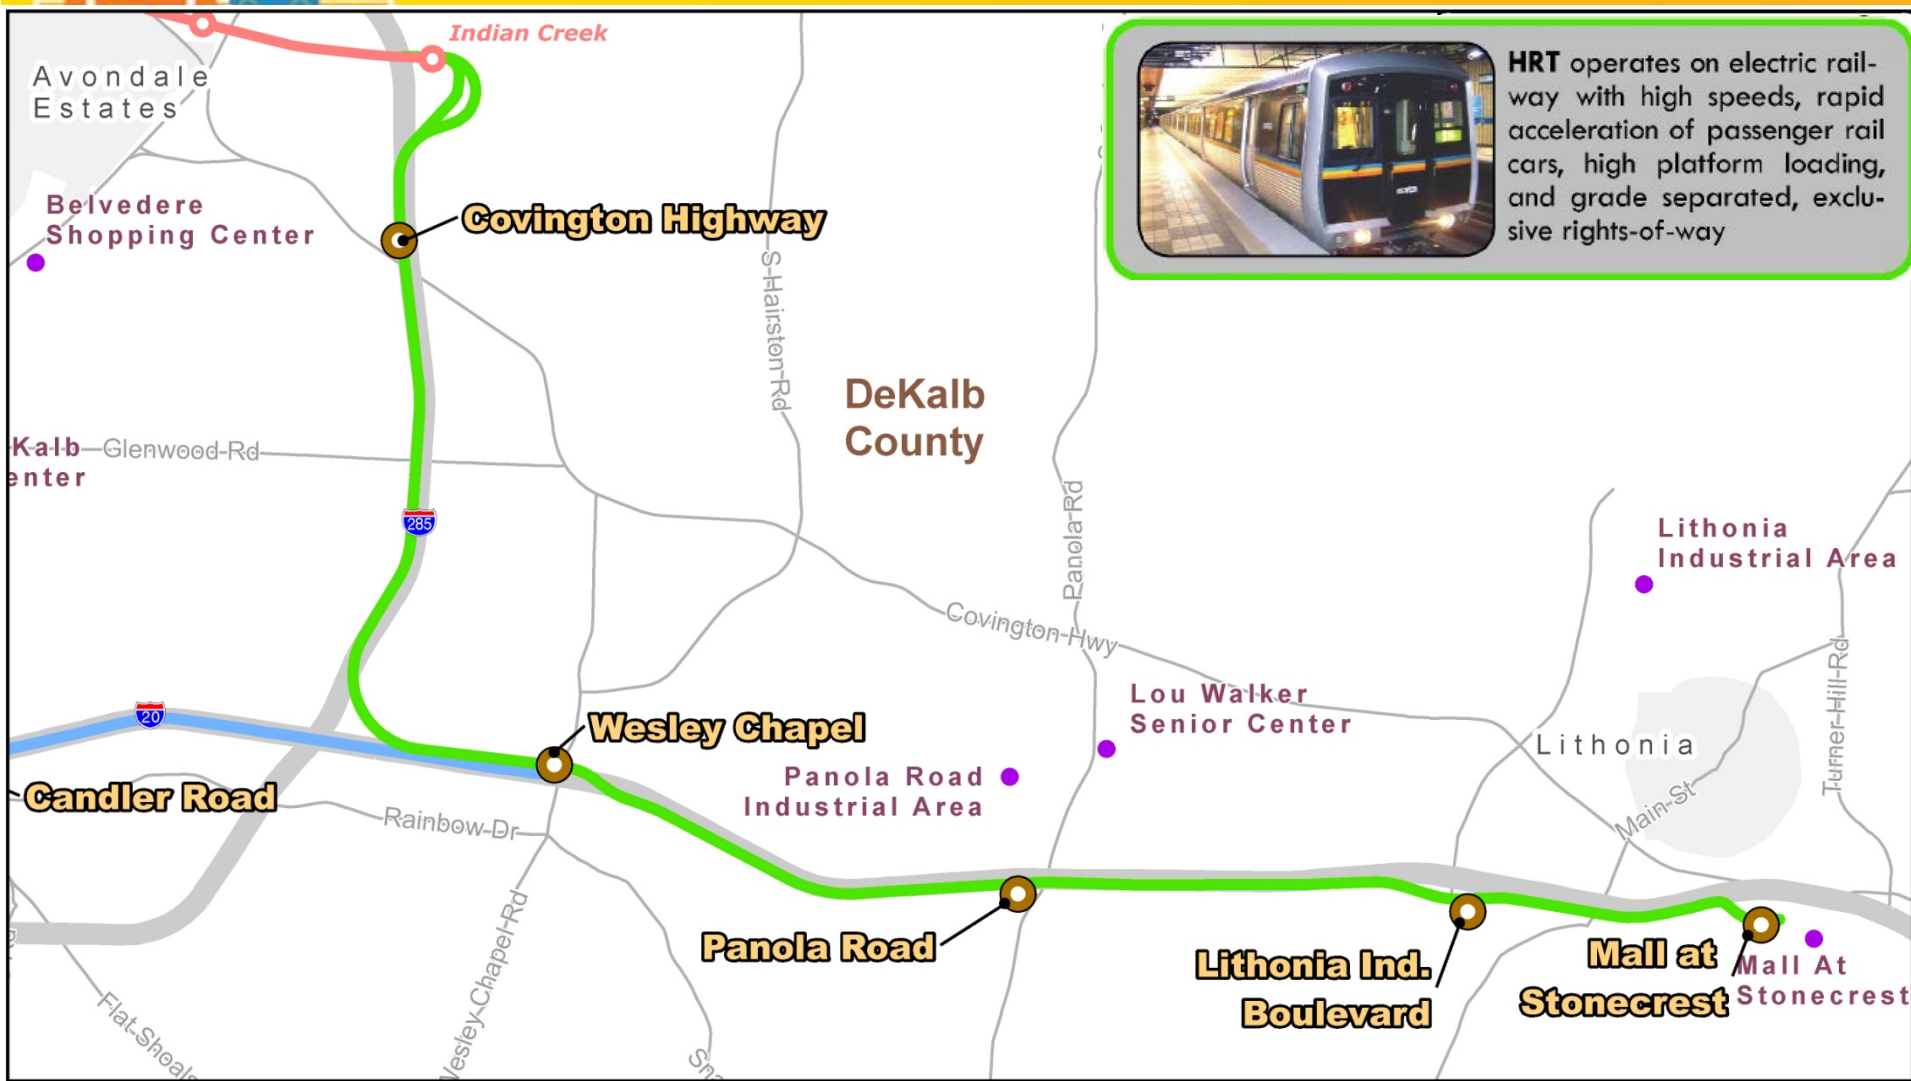 Indian Creek
Avondale
Estates
HRT operates on electric rail-
way with high speeds, rapid
acceleration of passenger rail
cars, high platform loading,
and grade separated, exclu-
sive rights-of-way
Belvedere
Shopping Center
Covington Highway
S Hairston Rd
DeKalb
County
Kalb
enter
Glenwood Rd
285
Panola Rd
Lithonia
Industrial Area
Covington Hwy
Turner Hill Rd
Lou Walker
Senior Center
20
Wesley Chapel
Lithonia
Panola Road
Industrial Area
Candler Road
Rainbow Dr
Main St
Wesley Chapel Rd
Panola Road
Lithonia Ind.
Boulevard
Mall at
Stonecrest
Mall At
Stonecrest
Flat Shoals
Sna